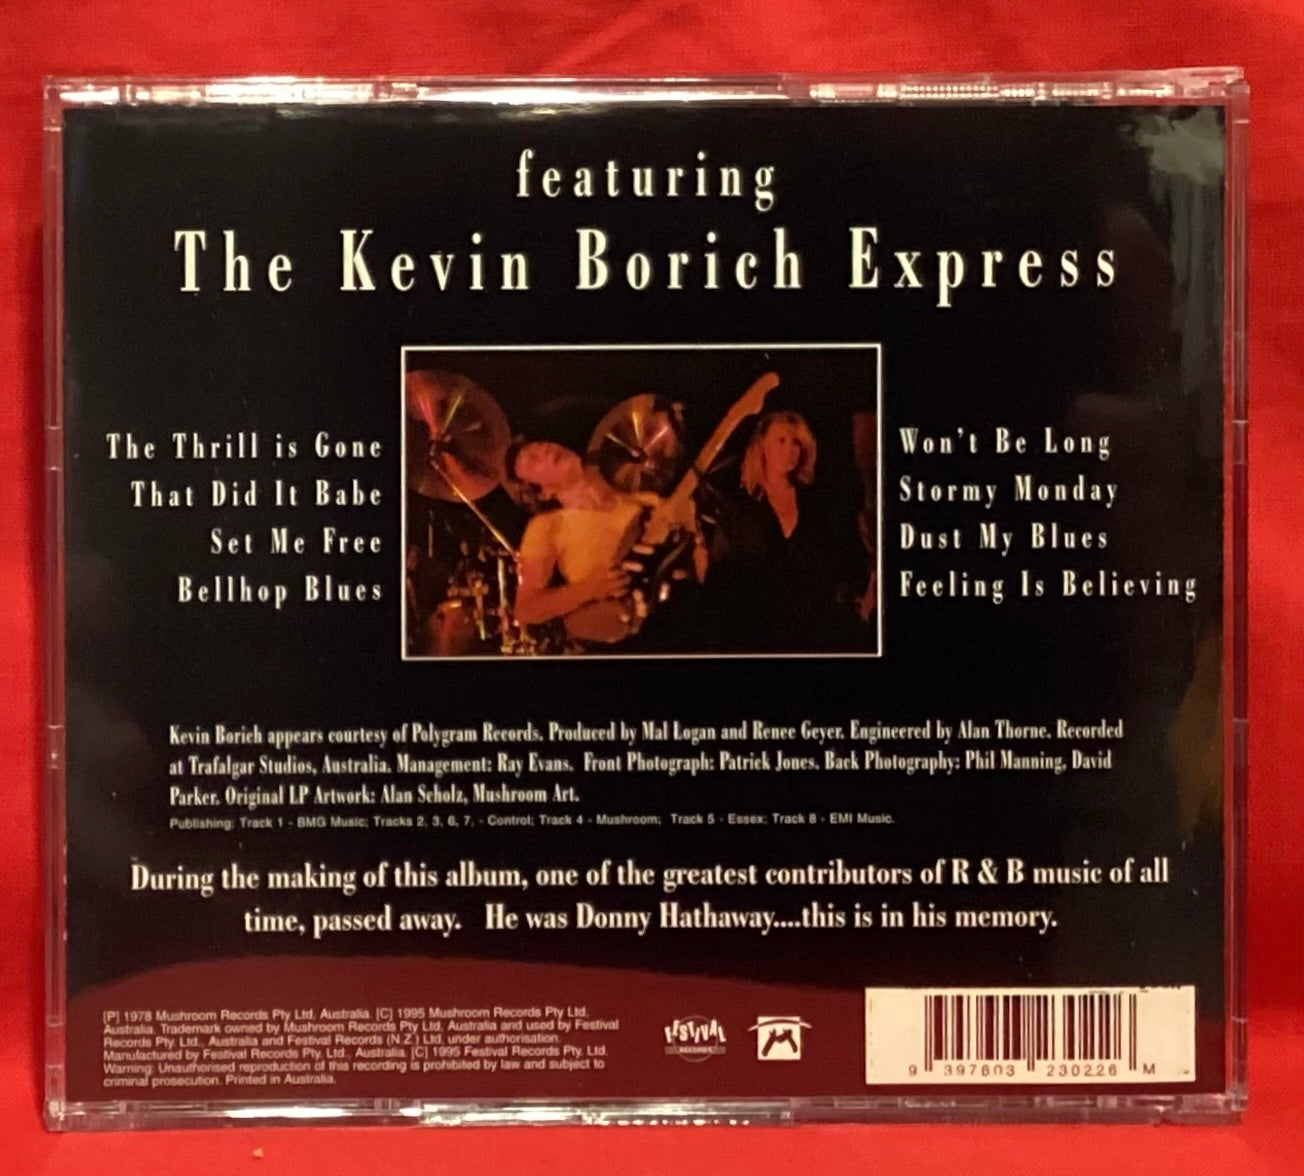 featuring
The Kevin Borich Express
The Thrill is Gone
That Did It Babe
Set Me Free
Bellhop Blues
Won't Be Long
Stormy Monday
Dust My Blues
Feeling Is Believing
Kevin Borich appears courtesy of Polygram Records. Produced by Mal Logan and Renee Geyer. Engineered by Alan Thorne. Recorded
at Trafalgar Studios, Australia. Management: Ray Evans. Front Photograph: Patrick Jones. Back Photography: Phil Manning, David
Parker. Original LP Artwork: Alan Scholz, Mushroom Art.
Publishing: Track 1 - BMG Music; Tracks 2, 3, 6, 7, - Control; Track 4 - Mushroom; Track 5 - Essex; Track 8 - EMI Music.
During the making of this album, one of the greatest contributors of R & B music of all
time, passed away. He was Donny Hathaway....this is in his memory.
[P] 1978 Mushroom Records Pty Ltd, Australia. [C] 1995 Mushroom Records Pty Ltd.
Australia. Trademark owned by Mushroom Records Pty Ltd, Australia and used by Festival
Records Pty. Ltd., Australia and Festival Records (N.Z.) Ltd. under authorisation.
Manufactured by Festival Records Pty. Ltd., Australia. [C] 1995 Festival Records Pty. Ltd.
Warning: Unauthorised reproduction of this recording is prohibited by law and subject to
criminal prosecution. Printed in Australia.
FESTIVAL
RECORDS
9 397603 230226 M